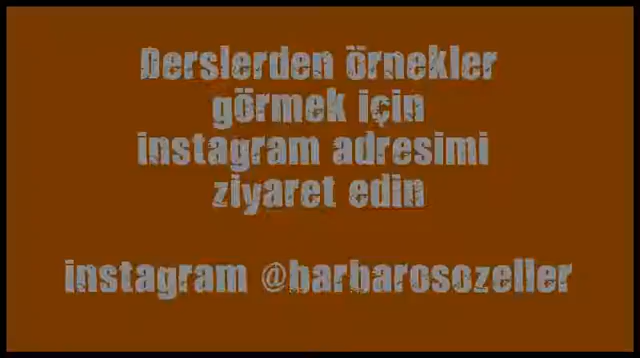 Derslerden örnekler
görmek için
instagram adresimi
ziyaret edin
instagram @barbarosozeller